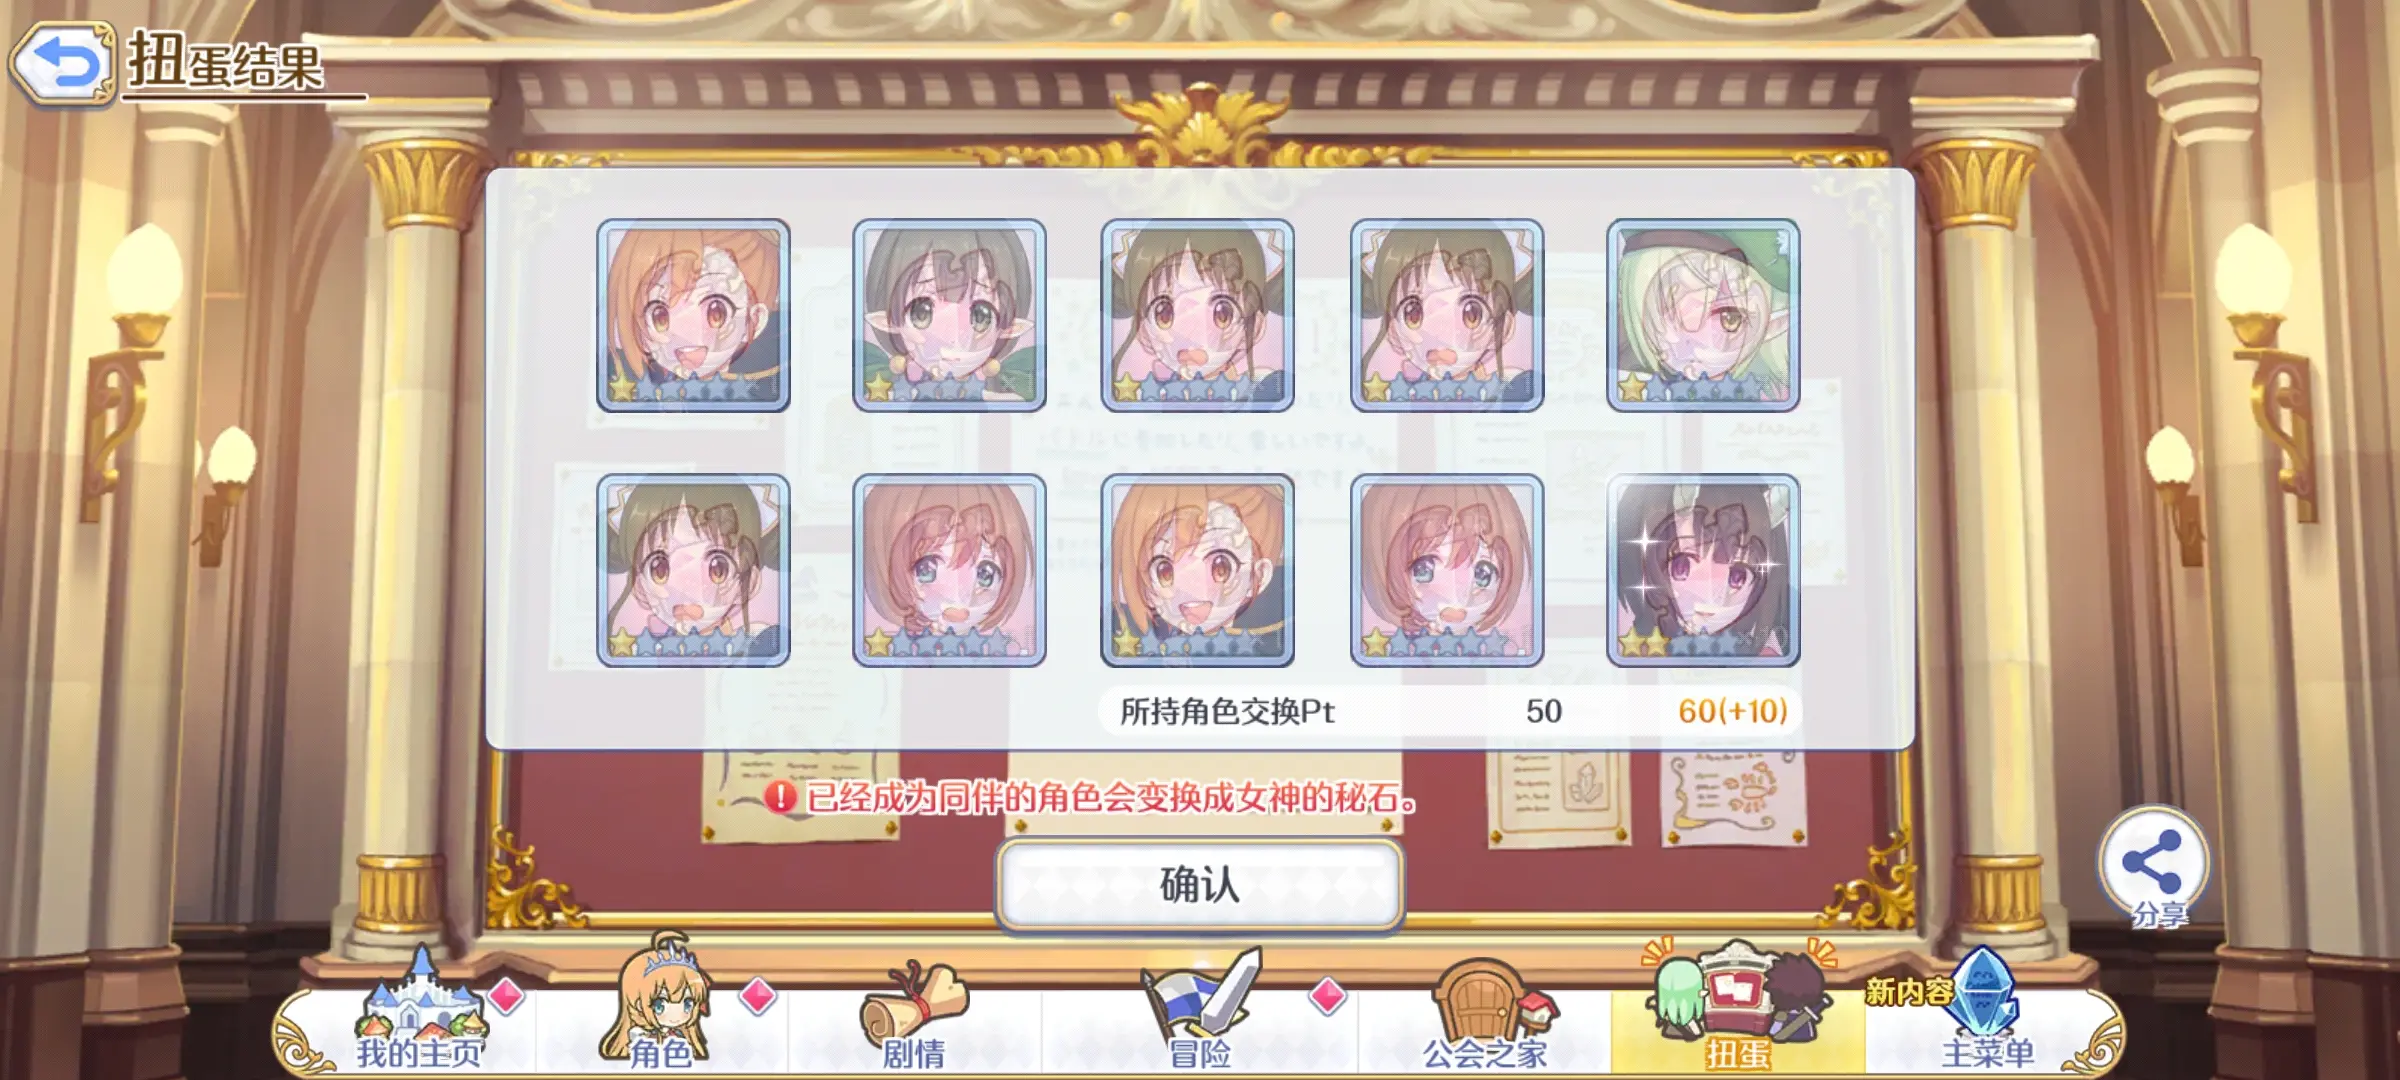 扭蛋结果
所持角色交换Pt 50 60(+10)
已经成为同伴的角色会变换成女神的秘石。
确认
分享
新内容
我的主页 角色 剧情 冒险 公会之家 扭蛋 主菜单